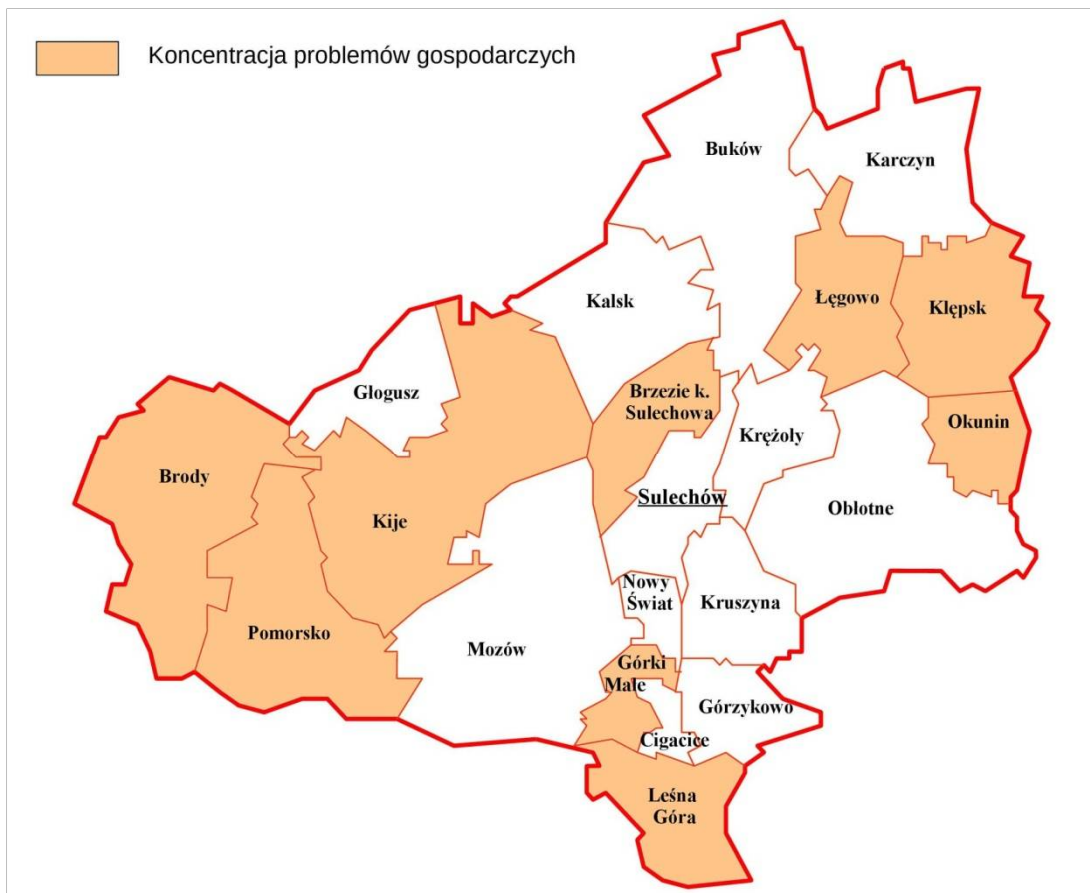 Koncentracja problemów gospodarczych
Buków
Karczyn
Kalsk
Łęgowo
Klępsk
Głogusz
Brzezie k.
Sulechowa
Okunin
Krężoły
Brody
Sulechów
Obłotne
Kije
Nowy
Świat
Kruszyna
Pomorsko
Mozów
Górki
Małe
Górzykowo
Cigacice
Leśna
Góra